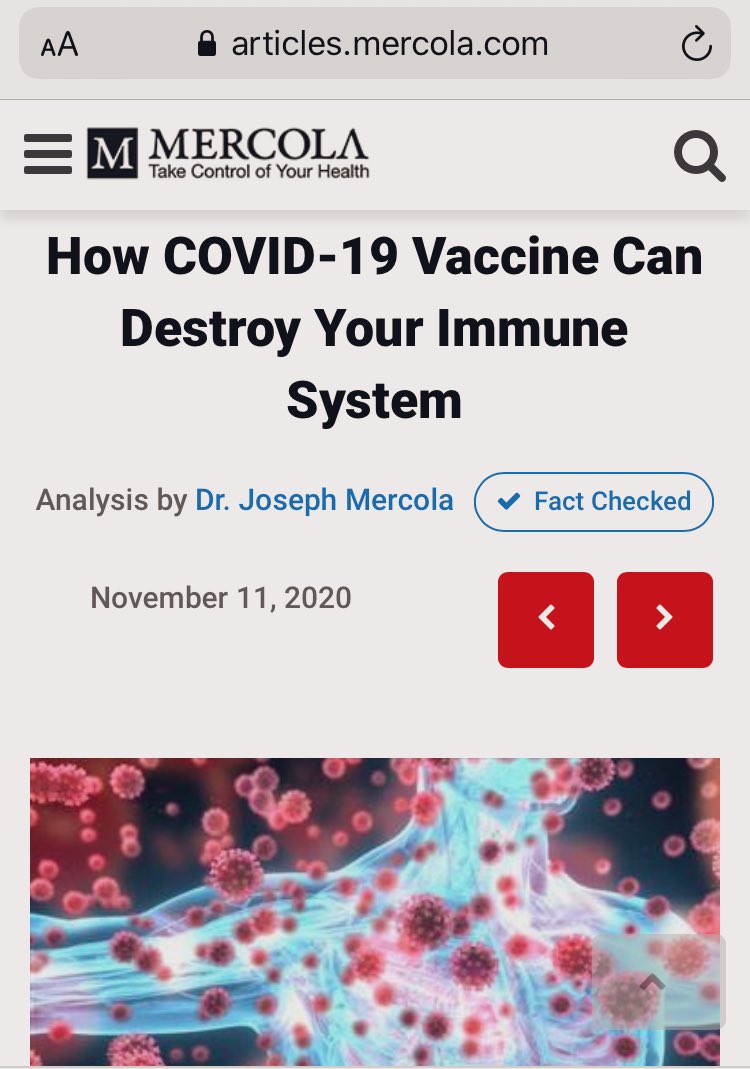 AA articles.mercola.com
M MERCOLA
Take Control of Your Health
How COVID-19 Vaccine Can
Destroy Your Immune
System
Analysis by Dr. Joseph Mercola Fact Checked
November 11, 2020